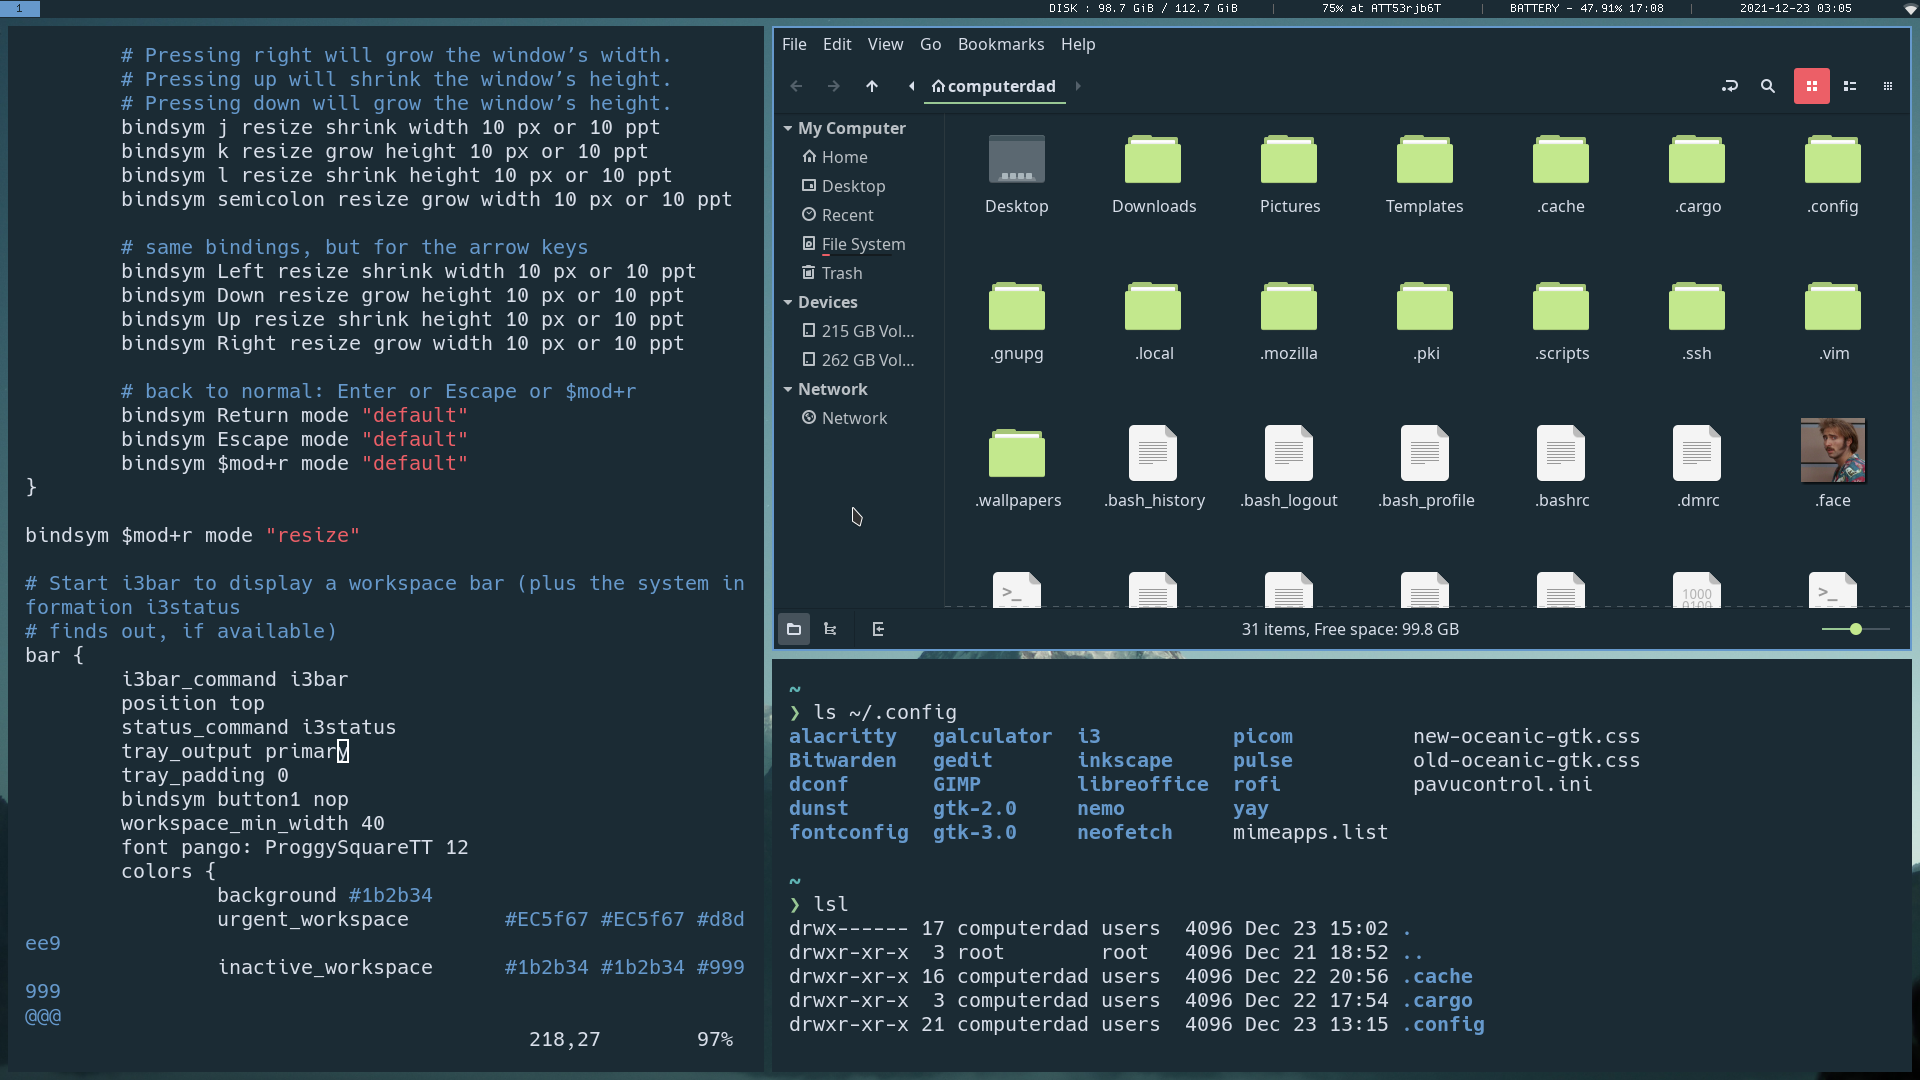 1
DISK : 98.7 GiB / 112.7 GiB | 75% at ATT53rjb6T | BATTERY - 47.91% 17:08 | 2021-12-23 03:05
# Pressing right will grow the window’s width.
# Pressing up will shrink the window’s height.
# Pressing down will grow the window’s height.
bindsym j resize shrink width 10 px or 10 ppt
bindsym k resize grow height 10 px or 10 ppt
bindsym l resize shrink height 10 px or 10 ppt
bindsym semicolon resize grow width 10 px or 10 ppt
# same bindings, but for the arrow keys
bindsym Left resize shrink width 10 px or 10 ppt
bindsym Down resize grow height 10 px or 10 ppt
bindsym Up resize shrink height 10 px or 10 ppt
bindsym Right resize grow width 10 px or 10 ppt
# back to normal: Enter or Escape or $mod+r
bindsym Return mode "default"
bindsym Escape mode "default"
bindsym $mod+r mode "default"
}
bindsym $mod+r mode "resize"
# Start i3bar to display a workspace bar (plus the system in
formation i3status
# finds out, if available)
bar {
i3bar_command i3bar
position top
status_command i3status
tray_output primary
tray_padding 0
bindsym button1 nop
workspace_min_width 40
font pango: ProggySquareTT 12
colors {
background #1b2b34
urgent_workspace #EC5f67 #EC5f67 #d8d
ee9
inactive_workspace #1b2b34 #1b2b34 #999
999
@@@
218,27 97%
File Edit View Go Bookmarks Help
computerdad
My Computer
Home
Desktop
Recent
File System
Trash
Devices
215 GB Vol...
262 GB Vol...
Network
Network
Desktop Downloads Pictures Templates .cache .cargo .config
.gnupg .local .mozilla .pki .scripts .ssh .vim
.wallpapers .bash_history .bash_logout .bash_profile .bashrc .dmrc .face
>_ 1000 >_
0100
31 items, Free space: 99.8 GB
~
❯ ls ~/.config
alacritty galculator i3 picom new-oceanic-gtk.css
Bitwarden gedit inkscape pulse old-oceanic-gtk.css
dconf GIMP libreoffice rofi pavucontrol.ini
dunst gtk-2.0 nemo yay
fontconfig gtk-3.0 neofetch mimeapps.list
~
❯ lsl
drwx------ 17 computerdad users 4096 Dec 23 15:02 .
drwxr-xr-x 3 root root 4096 Dec 21 18:52 ..
drwxr-xr-x 16 computerdad users 4096 Dec 22 20:56 .cache
drwxr-xr-x 3 computerdad users 4096 Dec 22 17:54 .cargo
drwxr-xr-x 21 computerdad users 4096 Dec 23 13:15 .config